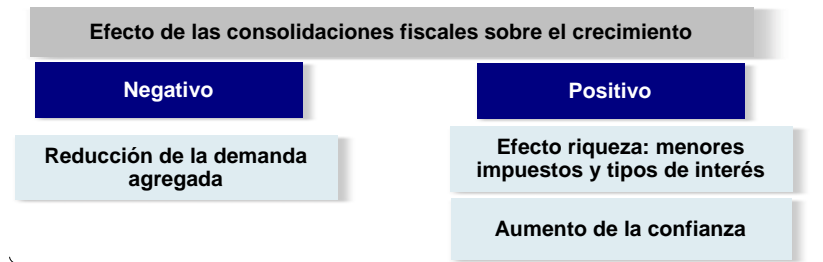 Efecto de las consolidaciones fiscales sobre el crecimiento
Negativo
Positivo
Reducción de la demanda
agregada
Efecto riqueza: menores
impuestos y tipos de interés
Aumento de la confianza